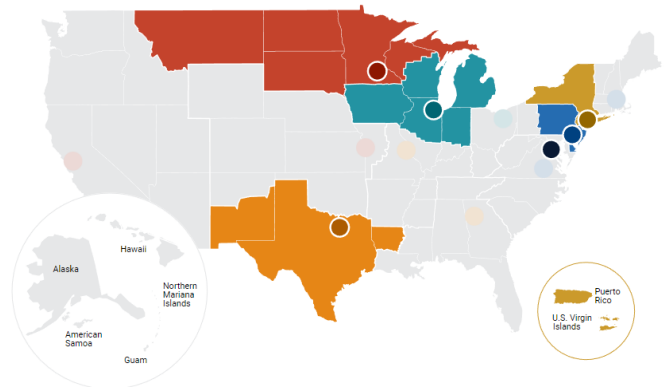 Hawaii
Alaska
Northern
Mariana
Islands
American
Samoa
Guam
Puerto
Rico
U.S. Virgin
Islands